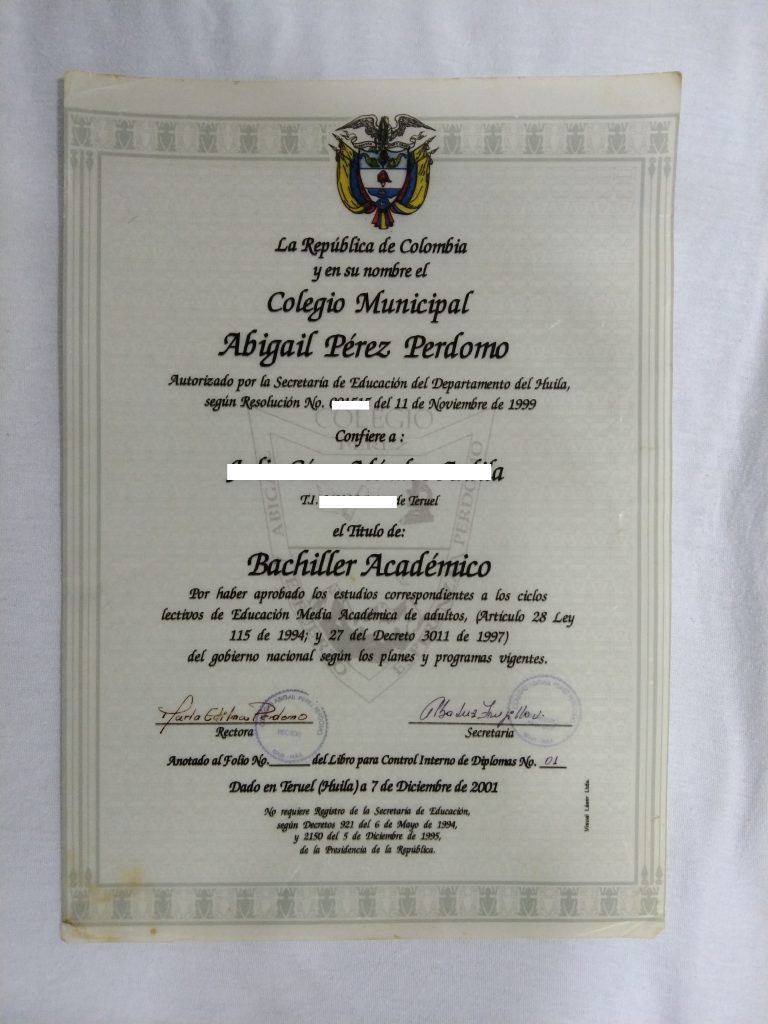 La República de Colombia
y en su nombre el
Colegio Municipal
Abigail Pérez Perdomo
Autorizado por la Secretaría de Educación del Departamento del Huila,
según Resolución No. del 11 de Noviembre de 1999
Confiere a :
T.I. de Teruel
el Título de:
Bachiller Académico
Por haber aprobado los estudios correspondientes a los ciclos
lectivos de Educación Media Académica de adultos, (Artículo 28 Ley
115 de 1994; y 27 del Decreto 3011 de 1997)
del gobierno nacional según los planes y programas vigentes.
Rectora
Secretaria
Anotado al Folio No. del Libro para Control Interno de Diplomas No. 01
Dado en Teruel (Huila) a 7 de Diciembre de 2001
No requiere Registro de la Secretaría de Educación,
según Decretos 921 del 6 de Mayo de 1994,
y 2150 del 5 de Diciembre de 1995,
de la Presidencia de la República.
Visual Láser Ltda.